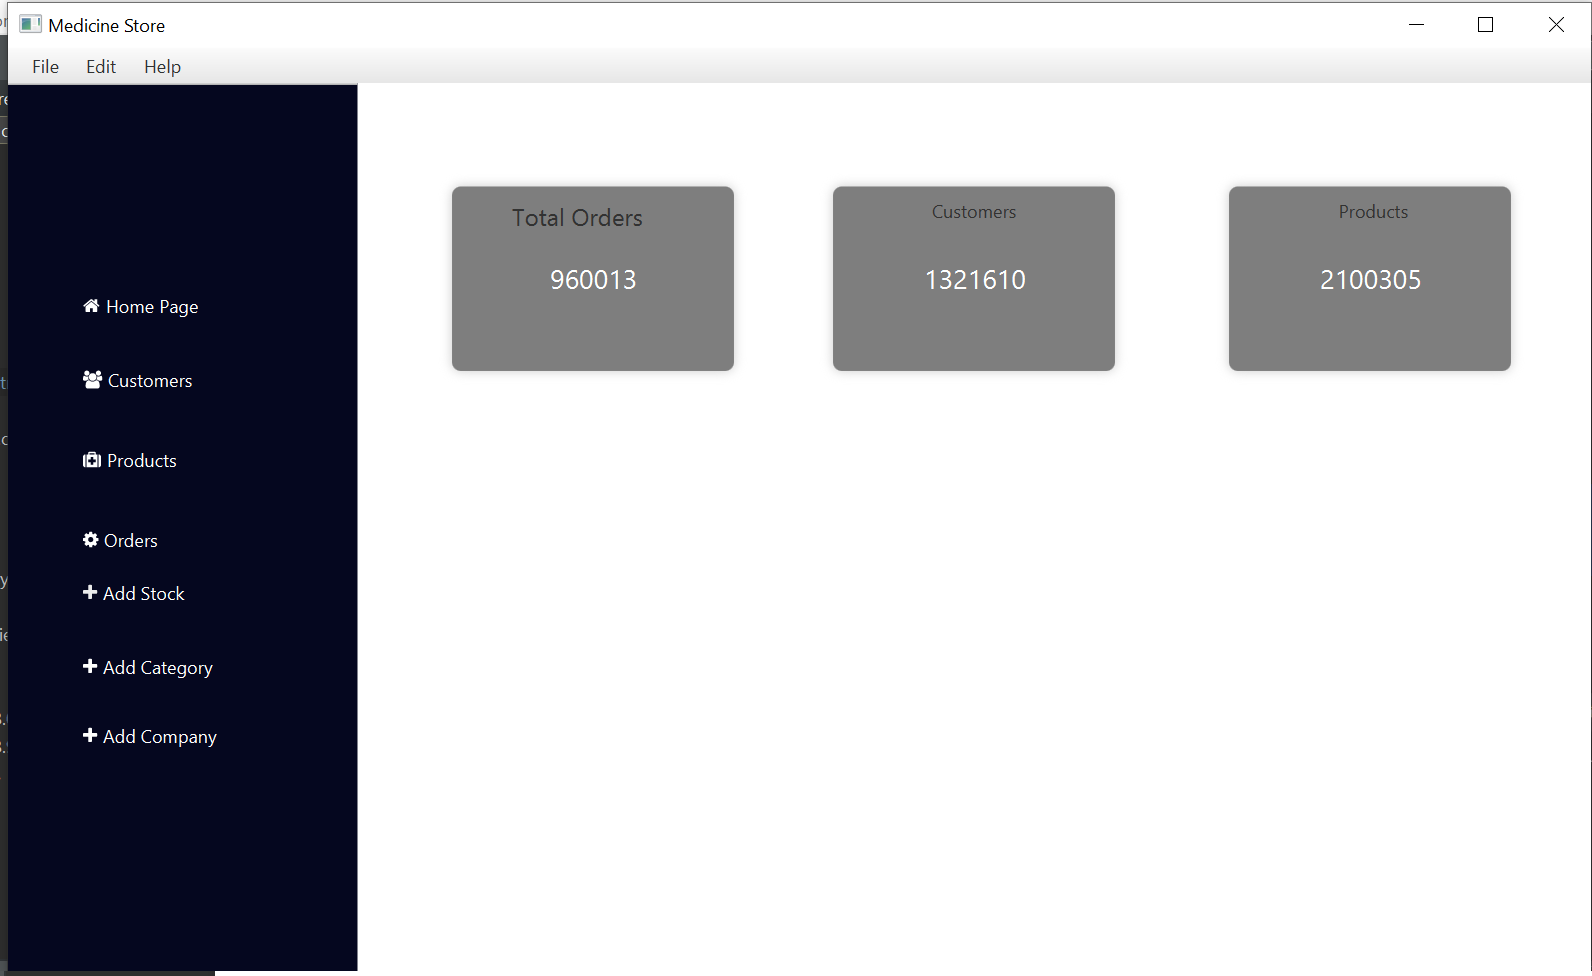 Medicine Store
File Edit Help
Home Page
Customers
Products
Orders
Add Stock
Add Category
Add Company
Total Orders
960013
Customers
1321610
Products
2100305